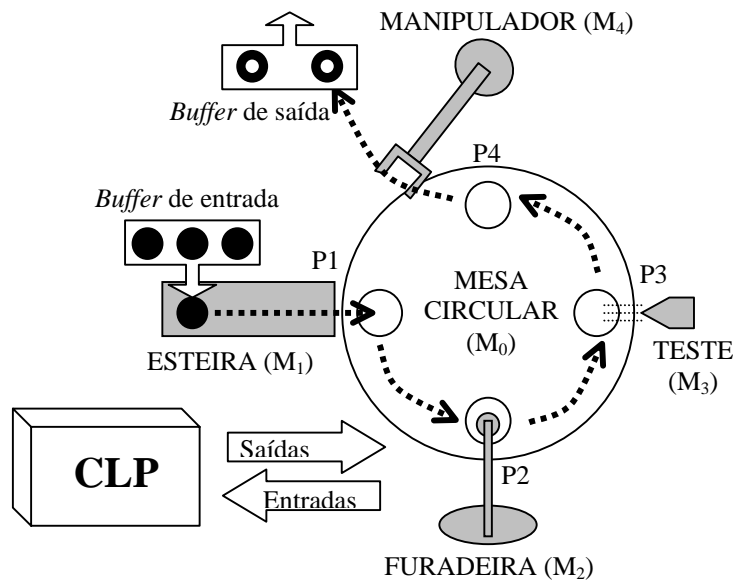 MANIPULADOR (M4)
Buffer de saída
P4
Buffer de entrada
P1
P3
MESA
CIRCULAR
(M0)
ESTEIRA (M1)
TESTE
(M3)
CLP
Saídas
Entradas
P2
FURADEIRA (M2)